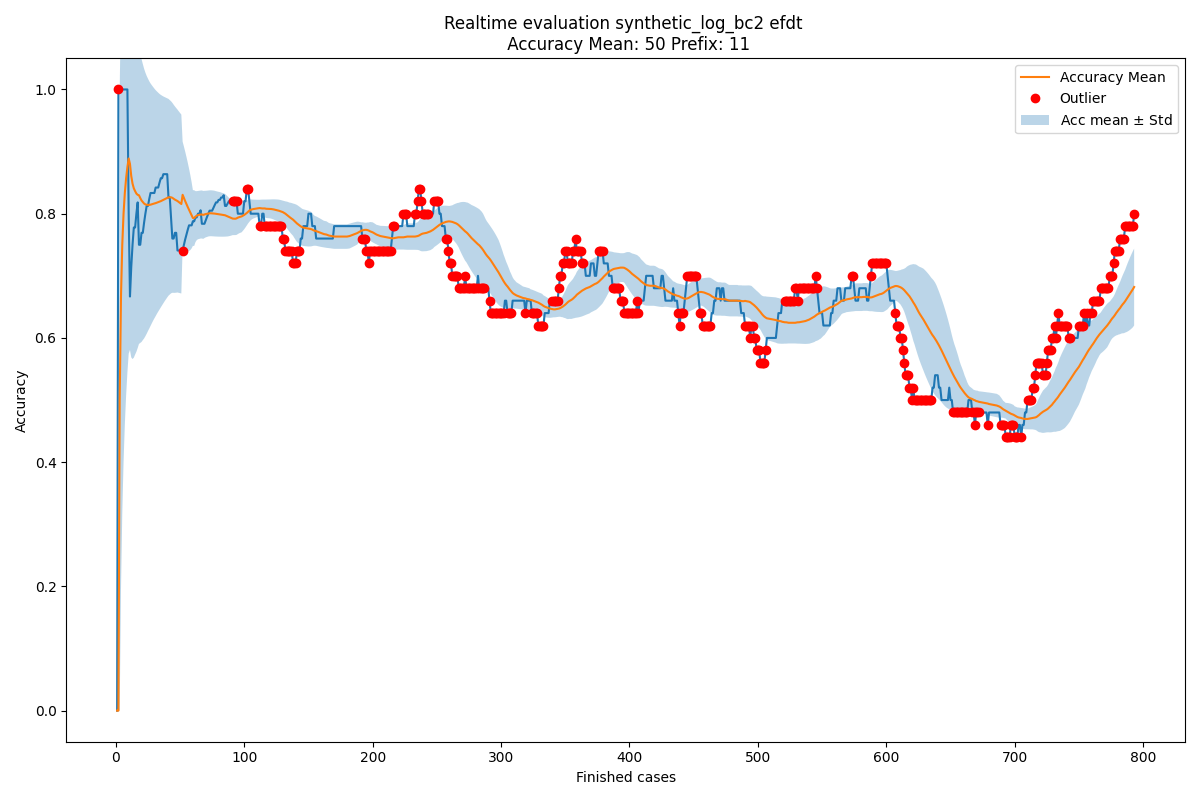 Realtime evaluation synthetic_log_bc2 efdt
Accuracy Mean: 50 Prefix: 11
Accuracy Mean
Outlier
Acc mean ± Std
1.0
0.8
0.6
0.4
0.2
0.0
Accuracy
0 100 200 300 400 500 600 700 800
Finished cases